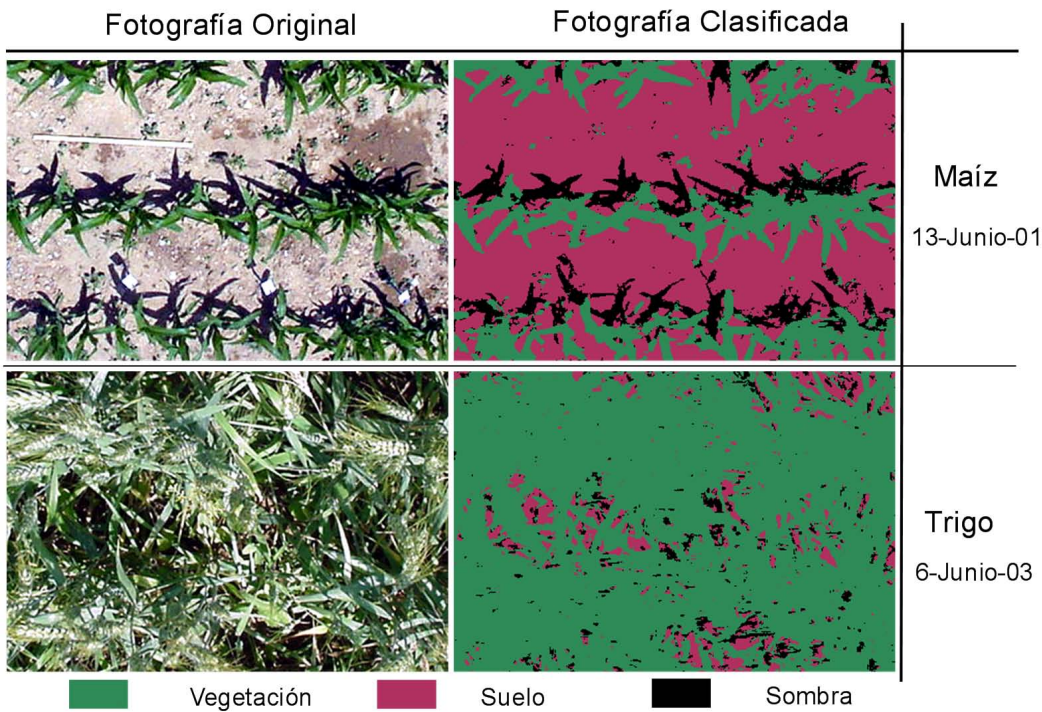 Fotografía Original
Fotografía Clasificada
Maíz
13-Junio-01
Trigo
6-Junio-03
Vegetación
Suelo
Sombra